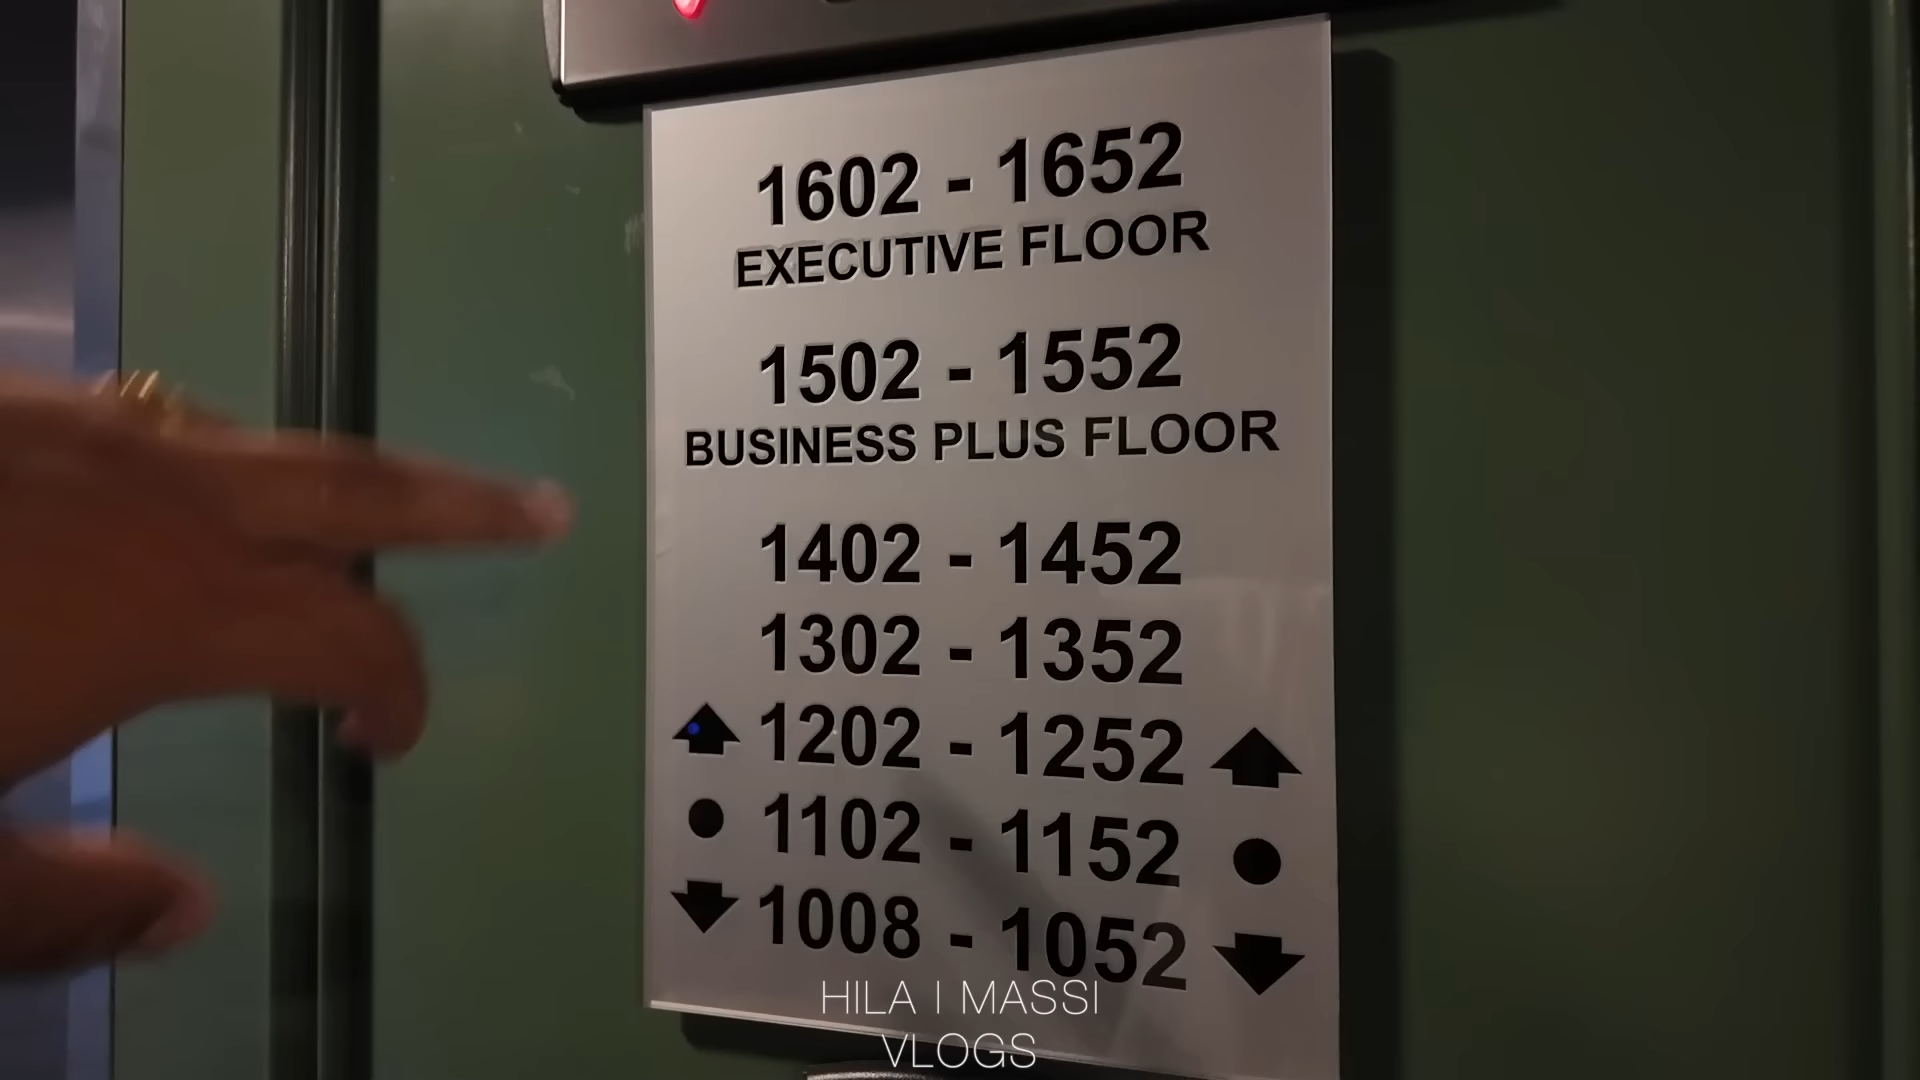 1602 - 1652
EXECUTIVE FLOOR
1502 - 1552
BUSINESS PLUS FLOOR
1402 - 1452
1302 - 1352
1202 - 1252
1102 - 1152
1008 - 1052
HILA I MASSI
VLOGS